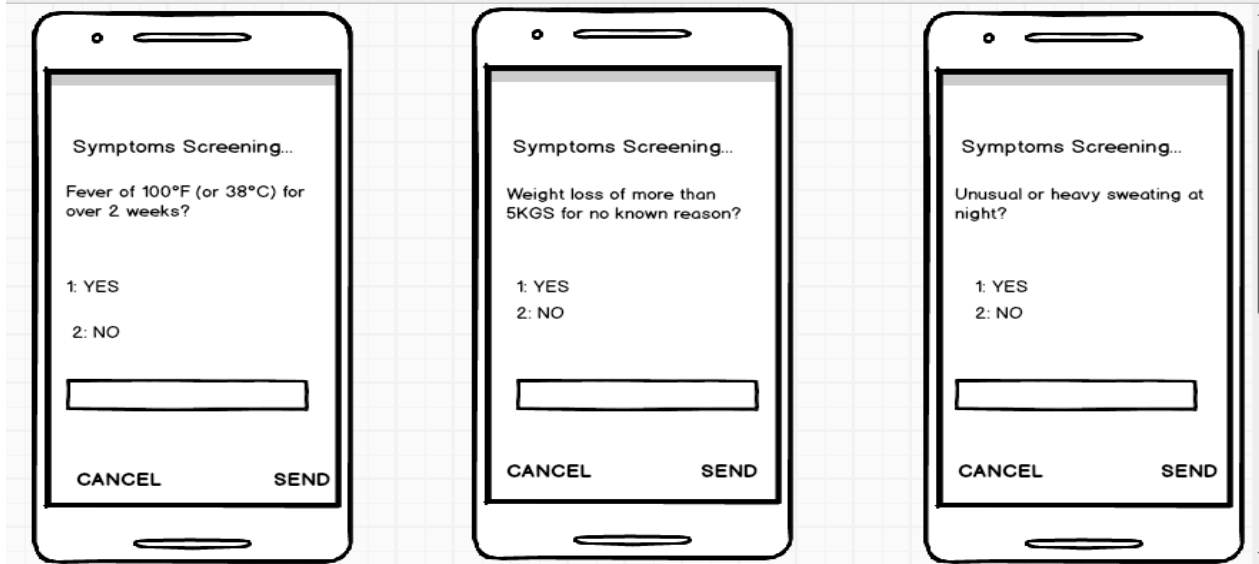 Symptoms Screening...
Fever of 100°F (or 38°C) for
over 2 weeks?
1: YES
2: NO
CANCEL SEND
Symptoms Screening...
Weight loss of more than
5KGS for no known reason?
1: YES
2: NO
CANCEL SEND
Symptoms Screening...
Unusual or heavy sweating at
night?
1: YES
2: NO
CANCEL SEND